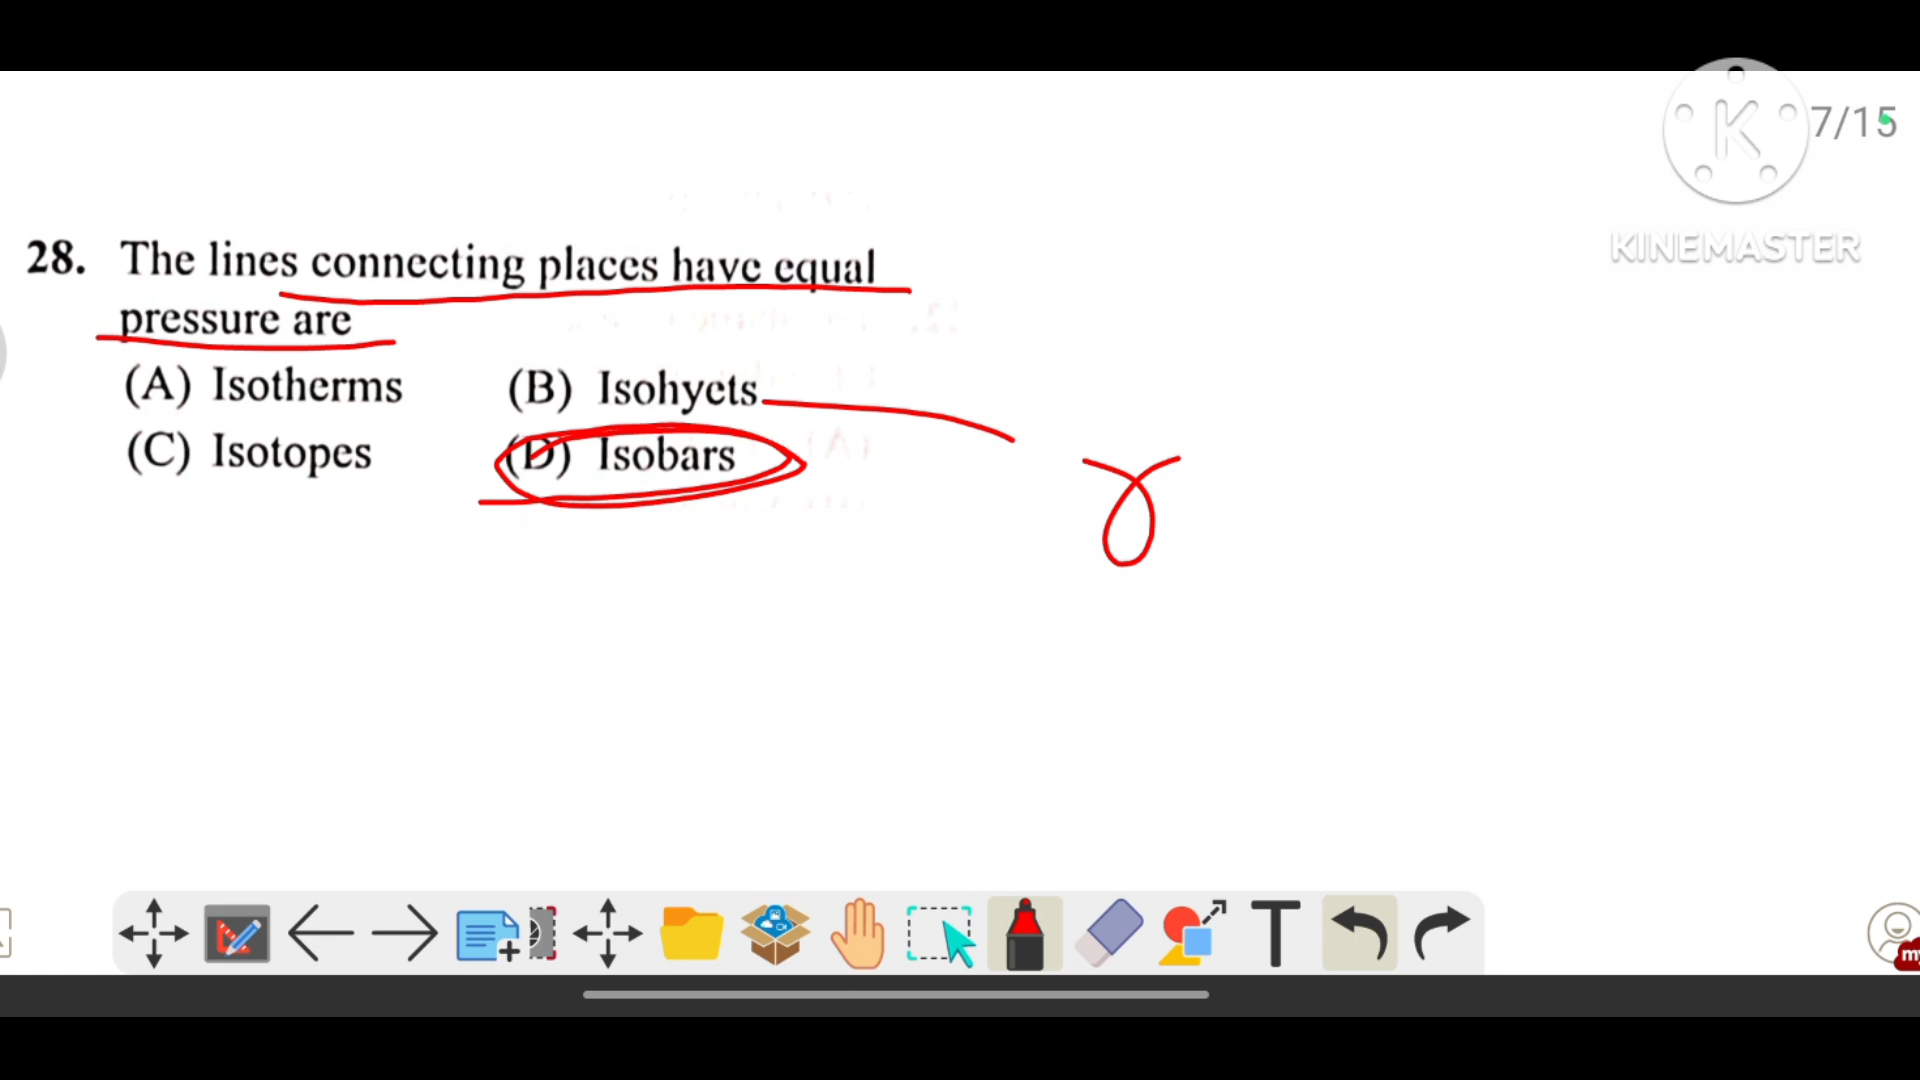 7/15
KINEMASTER
28. The lines connecting places have equal
pressure are
(A) Isotherms (B) Isohyets
(C) Isotopes (D) Isobars